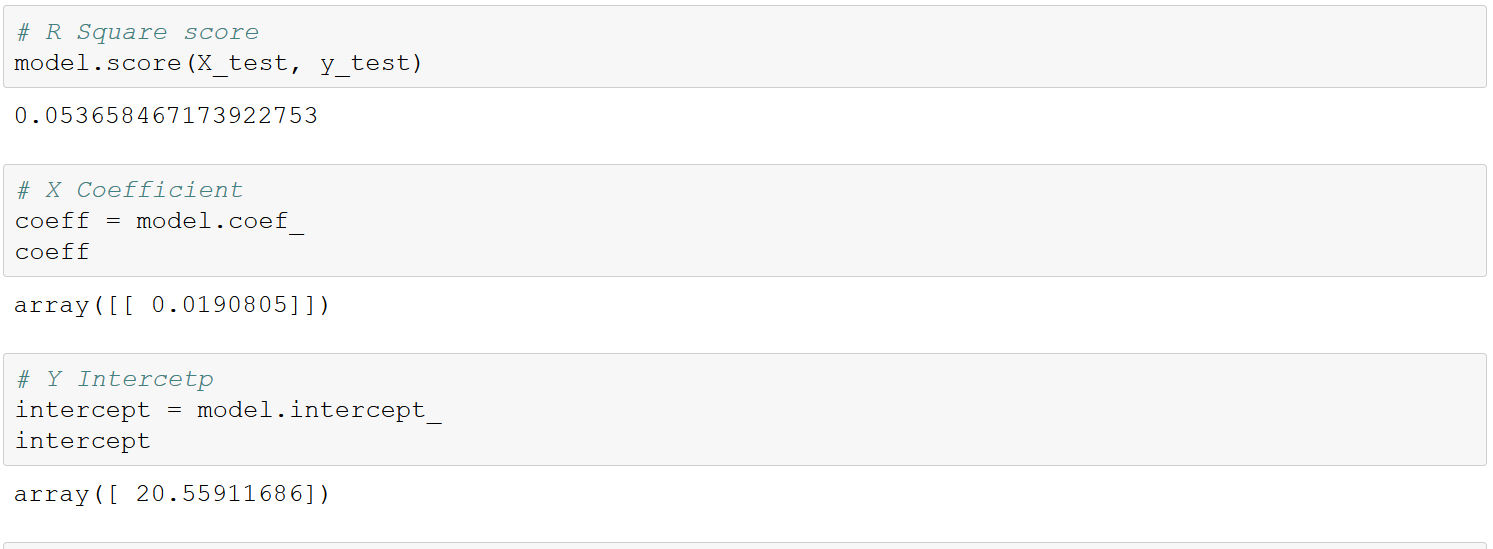 # R Square score
model.score(X_test, y_test)
0.053658467173922753
# X Coefficient
coeff = model.coef_
coeff
array([[ 0.0190805]])
# Y Intercetp
intercept = model.intercept_
intercept
array([ 20.55911686])